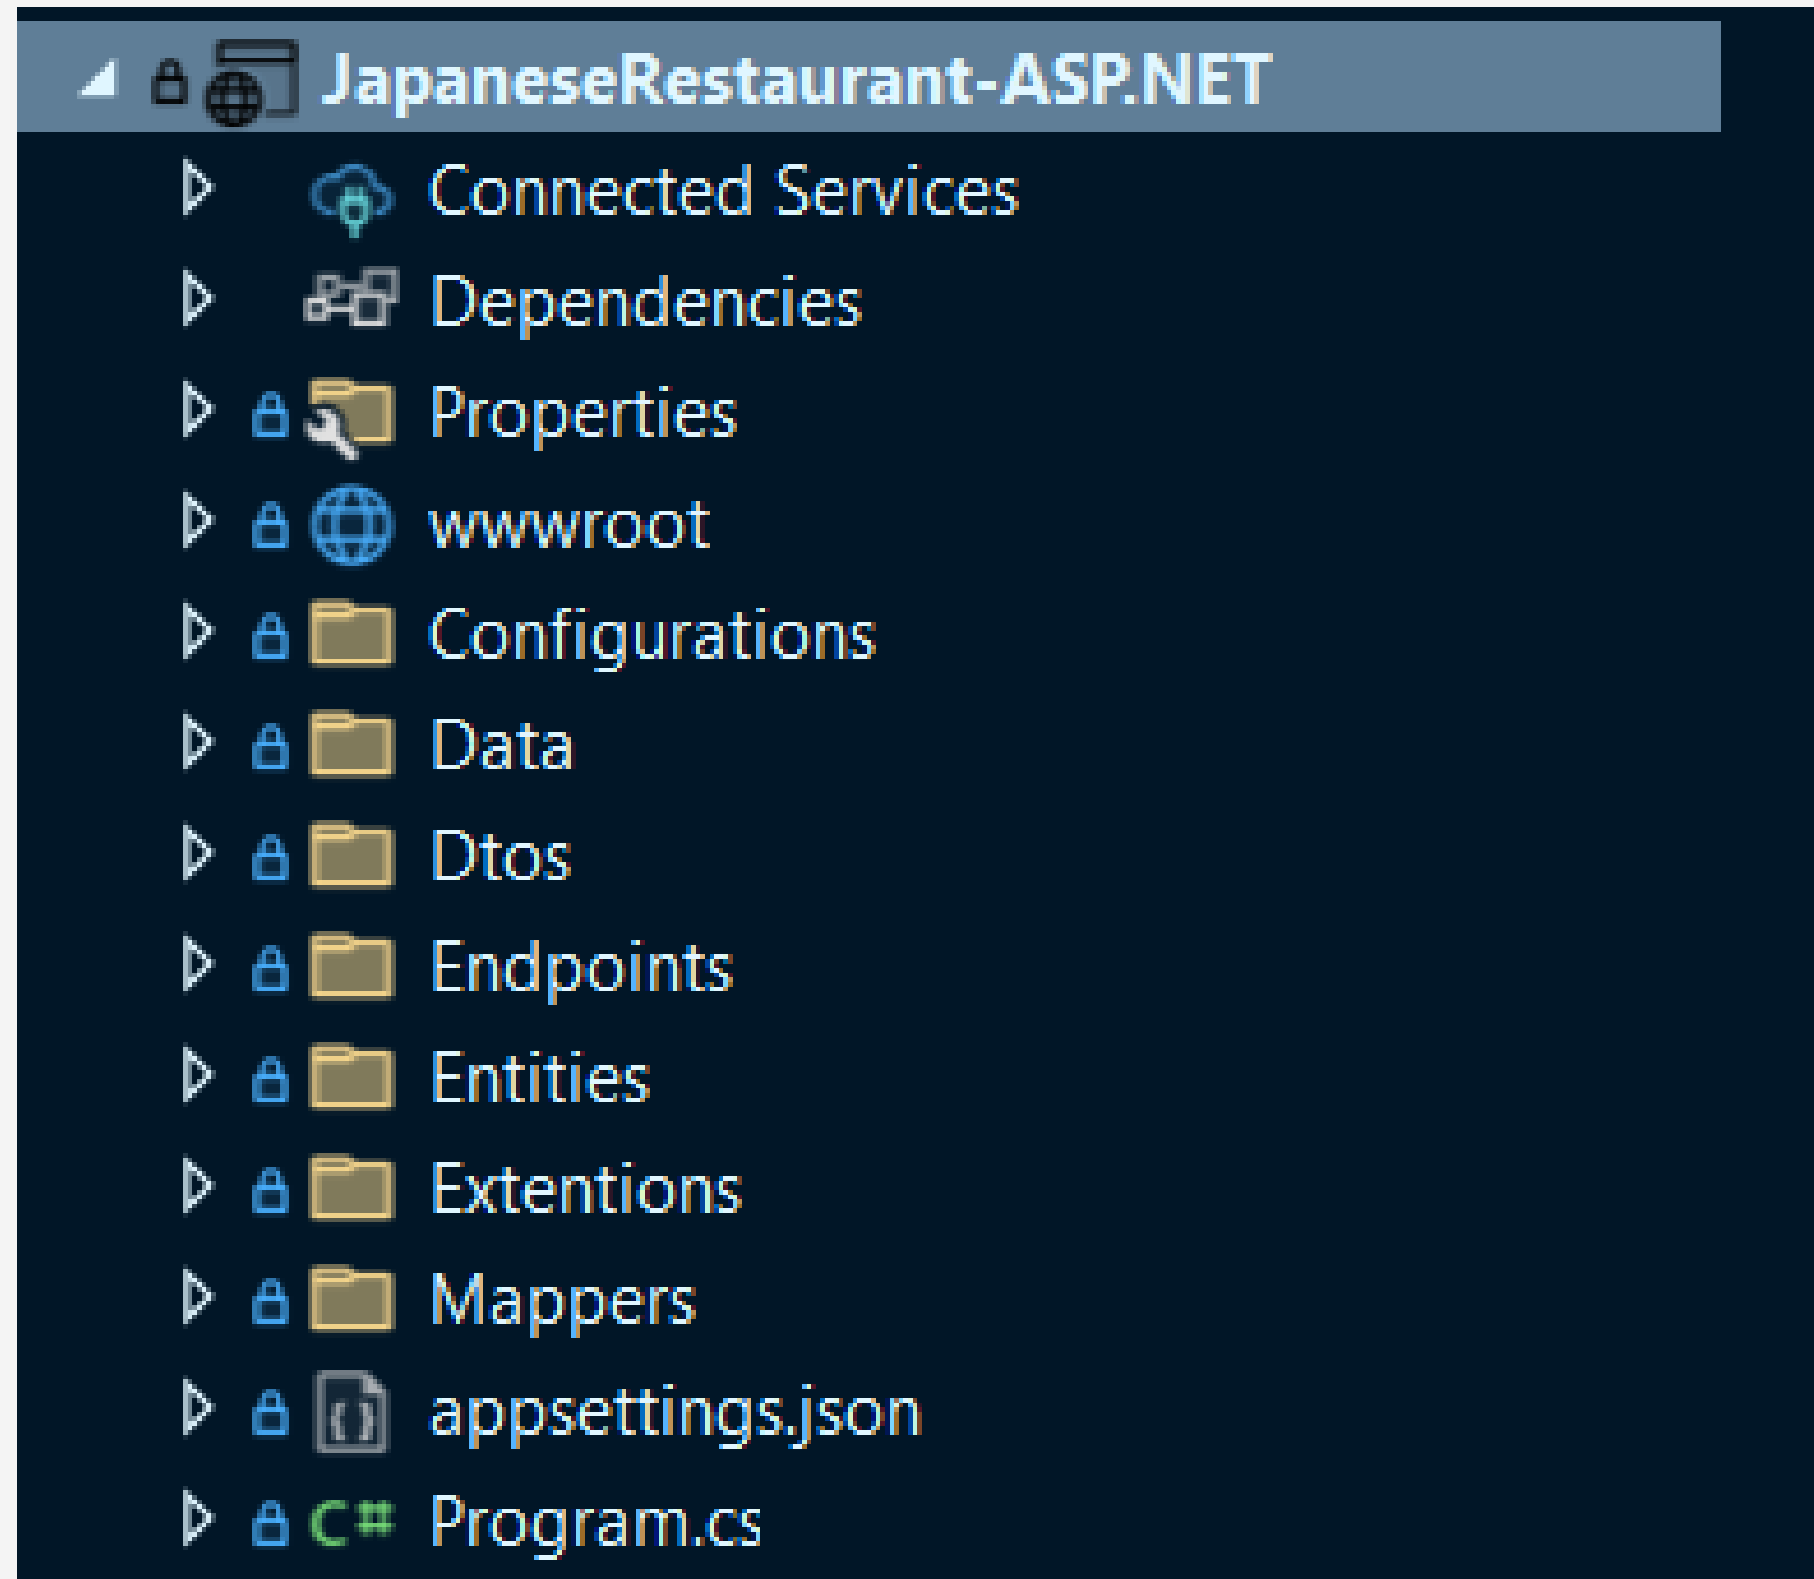 JapaneseRestaurant-ASP.NET
Connected Services
Dependencies
Properties
wwwroot
Configurations
Data
Dtos
Endpoints
Entities
Extentions
Mappers
appsettings.json
C# Program.cs